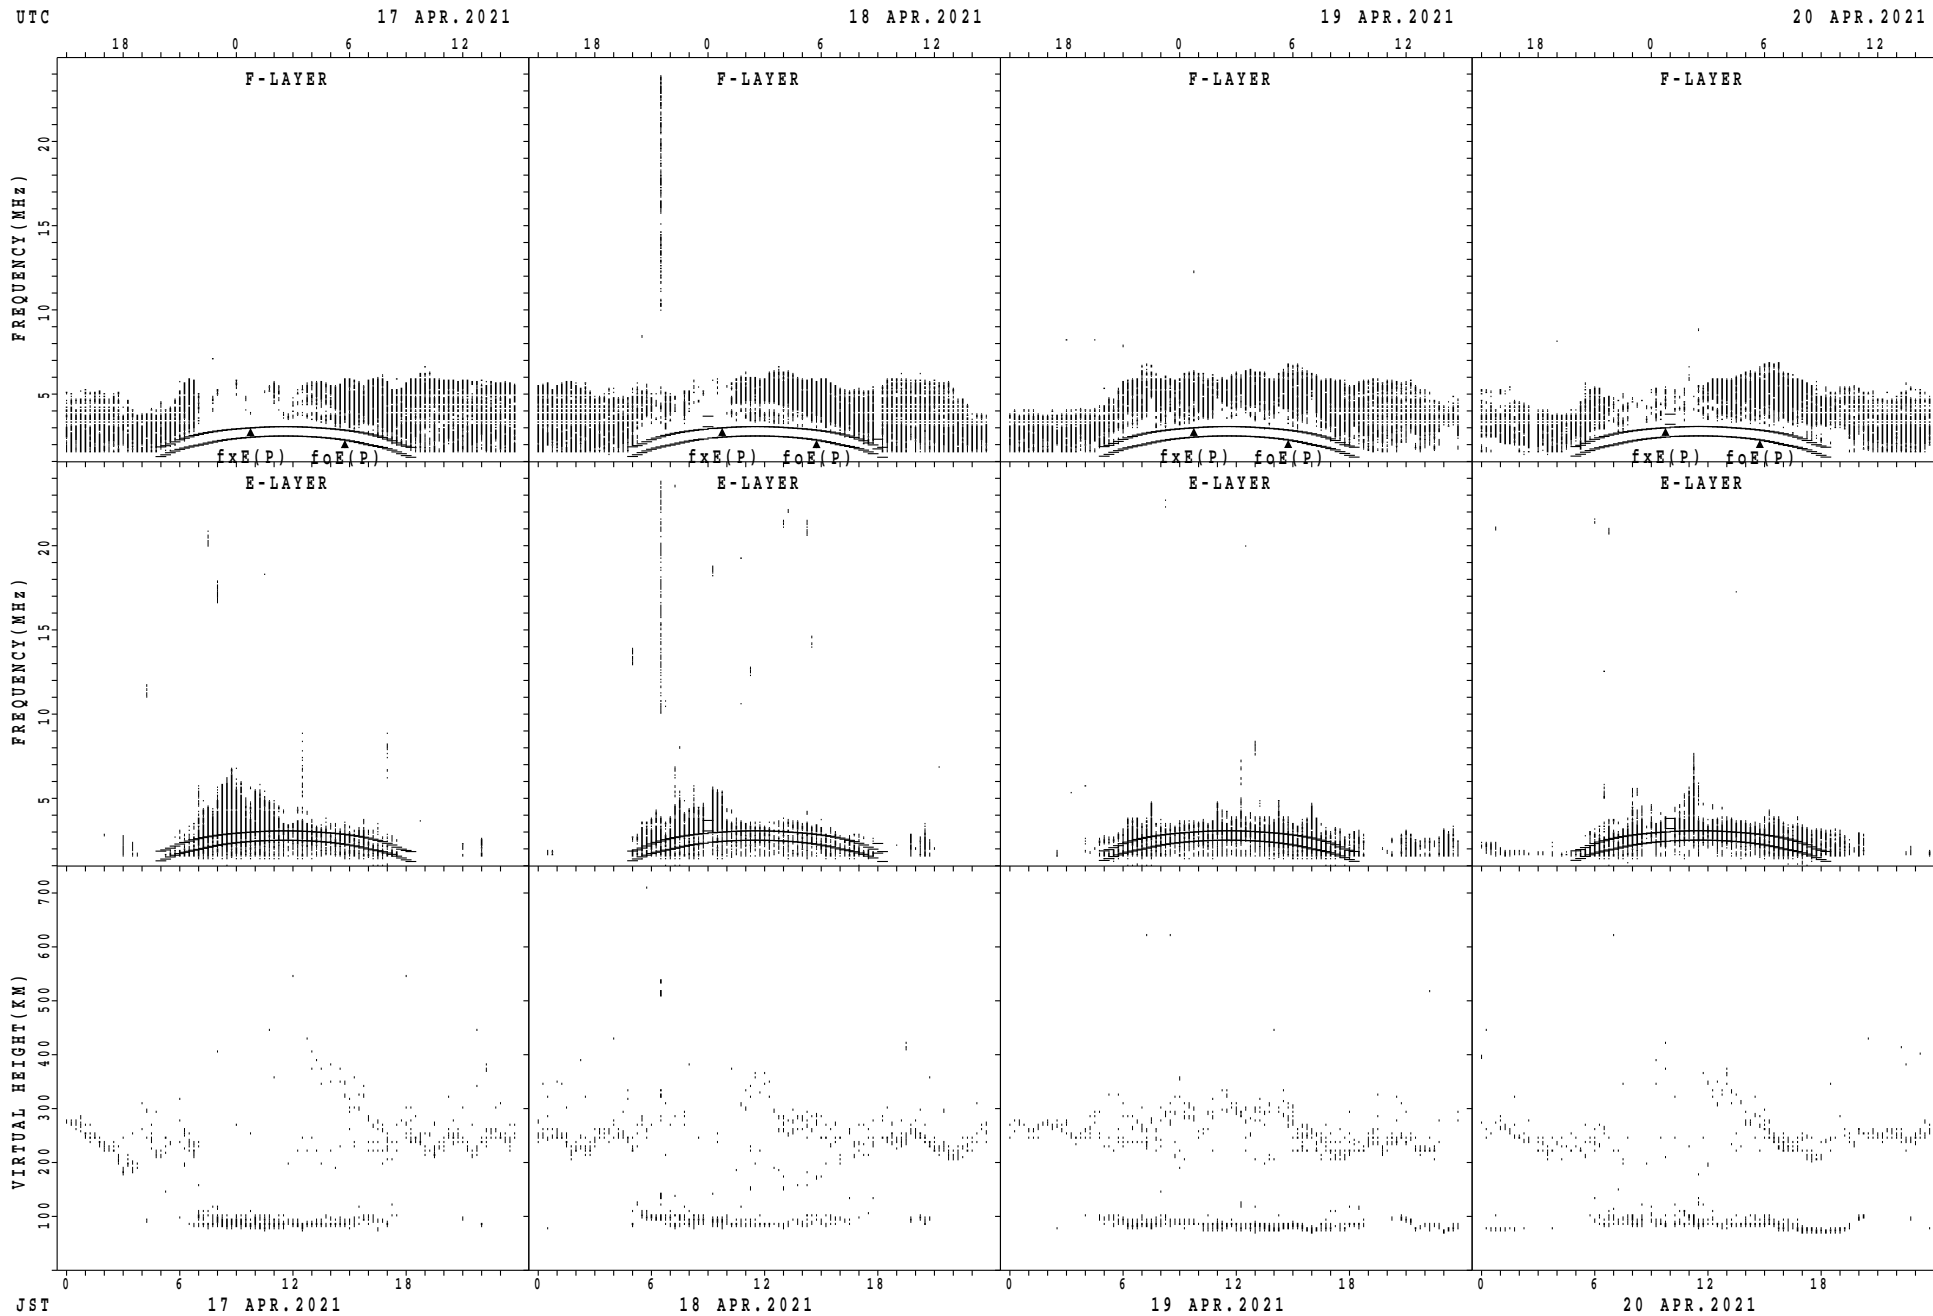 UTC 17 APR.2021 18 APR.2021 19 APR.2021 20 APR.2021
18 0 6 12 18 0 6 12 18 0 6 12 18 0 6 12
F-LAYER F-LAYER F-LAYER F-LAYER
FREQUENCY(MHz)
20
15
10
5
fxE(P) foE(P) fxE(P) foE(P) fxE(P) foE(P) fxE(P) foE(P)
E-LAYER E-LAYER E-LAYER E-LAYER
FREQUENCY(MHz)
20
15
10
5
VIRTUAL HEIGHT(KM)
700
600
500
400
300
200
100
0 6 12 18 0 6 12 18 0 6 12 18 0 6 12 18
JST 17 APR.2021 18 APR.2021 19 APR.2021 20 APR.2021